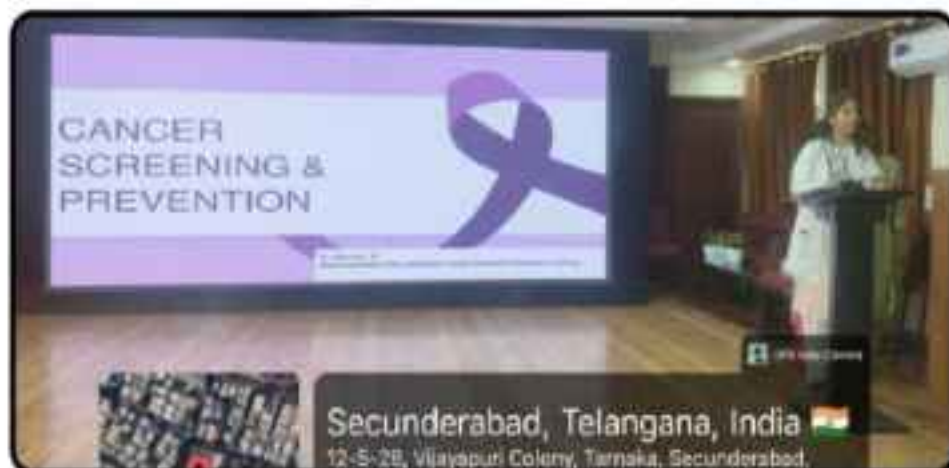 CANCER
SCREENING &
PREVENTION
Secunderabad, Telangana, India
12-5-28, Vijayapuri Colony, Tarnaka, Secunderabad,